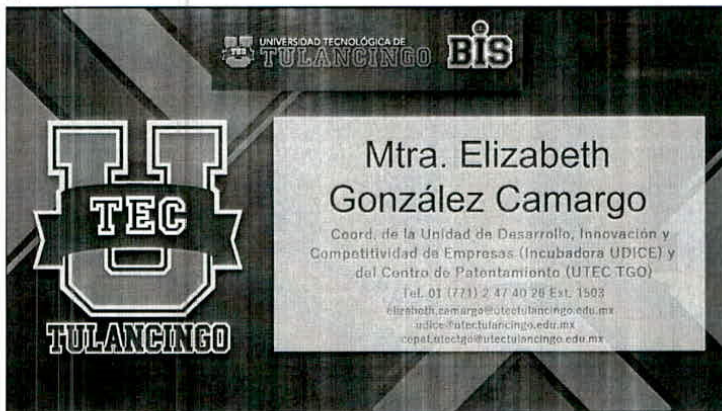 UNIVERSIDAD TECNOLÓGICA DE
TULANCINGO
BIS
U
TEC
TULANCINGO
Mtra. Elizabeth
González Camargo
Coord. de la Unidad de Desarrollo, Innovación y
Competitividad de Empresas (Incubadora UDICE) y
del Centro de Patentamiento (UTEC TGO)
Tel. 01 (771) 2 47 40 26 Ext. 1503
elizabeth.camargo@utectulancingo.edu.mx
udice@utectulancingo.edu.mx
cepat.utectgo@utectulancingo.edu.mx